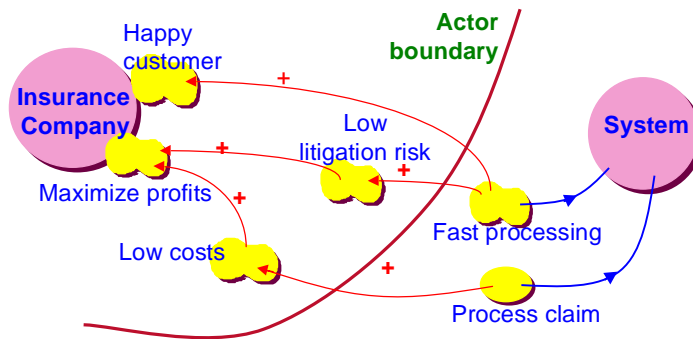 Happy
customer
Actor
boundary
+
Insurance
Company
System
Low
litigation risk
+
+
Maximize profits
+
Fast processing
Low costs
+
Process claim